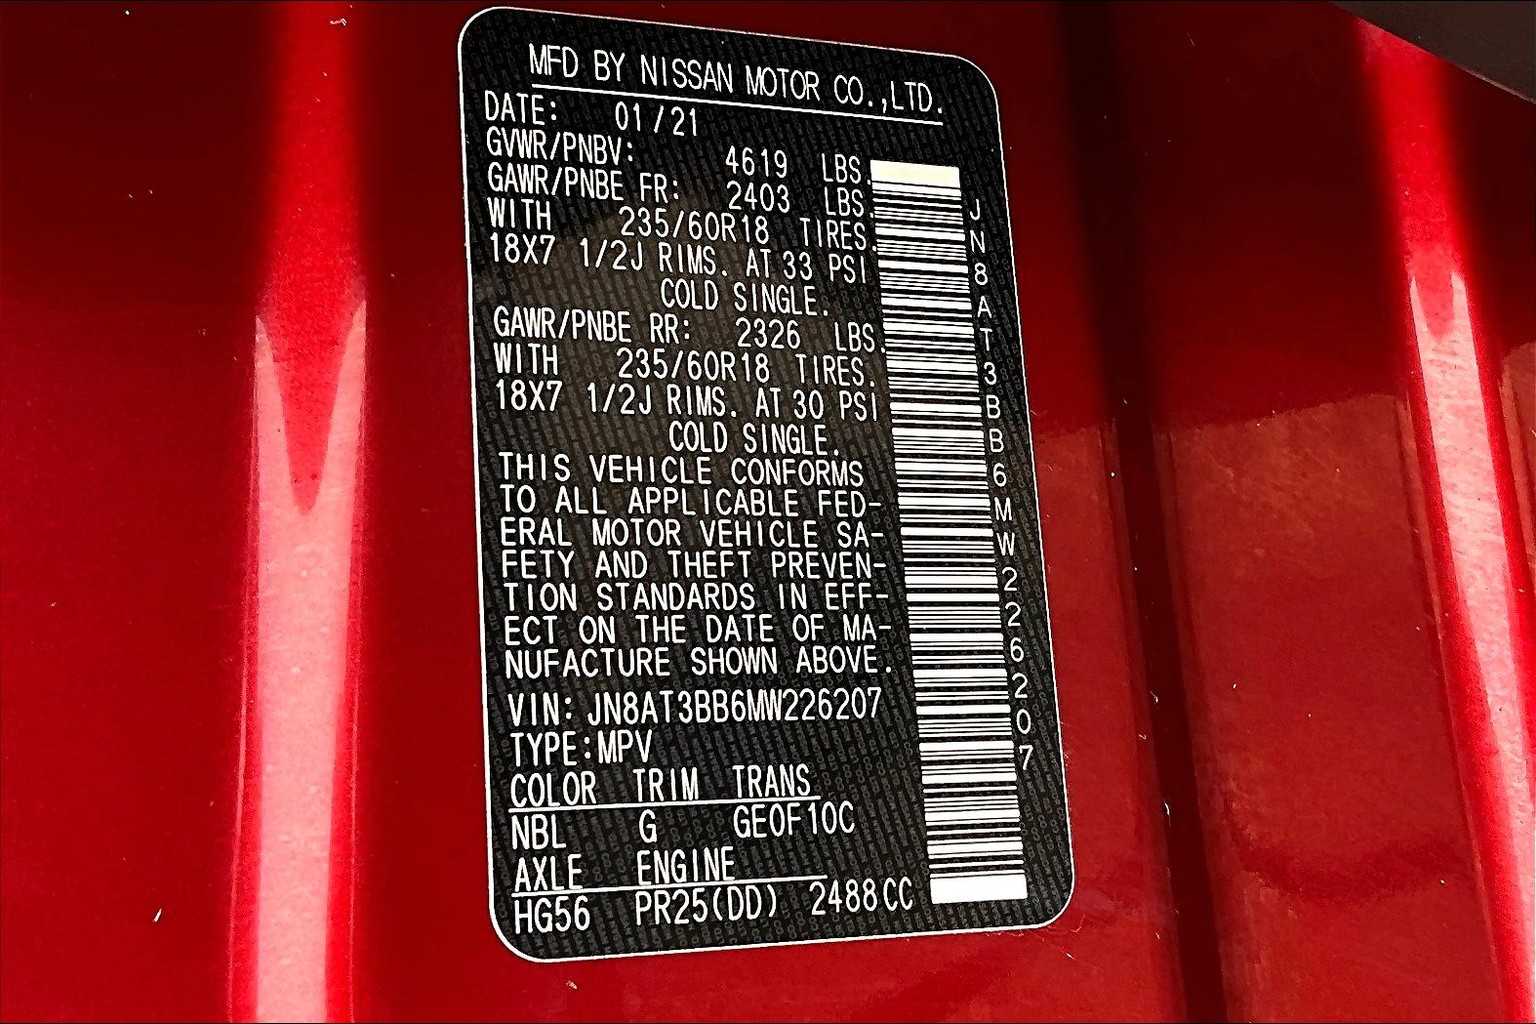 MFD BY NISSAN MOTOR CO.,LTD.
DATE: 01/21
GVWR/PNBV: 4619 LBS.
GAWR/PNBE FR: 2403 LBS.
WITH 235/60R18 TIRES.
18X7 1/2J RIMS. AT 33 PSI
COLD SINGLE.
GAWR/PNBE RR: 2326 LBS.
WITH 235/60R18 TIRES.
18X7 1/2J RIMS. AT 30 PSI
COLD SINGLE.
THIS VEHICLE CONFORMS
TO ALL APPLICABLE FED-
ERAL MOTOR VEHICLE SA-
FETY AND THEFT PREVEN-
TION STANDARDS IN EFF-
ECT ON THE DATE OF MA-
NUFACTURE SHOWN ABOVE.
VIN: JN8AT3BB6MW226207
TYPE:MPV
COLOR TRIM TRANS
NBL G GE0F10C
AXLE ENGINE
HG56 PR25(DD) 2488CC
JN8AT3BB6MW226207